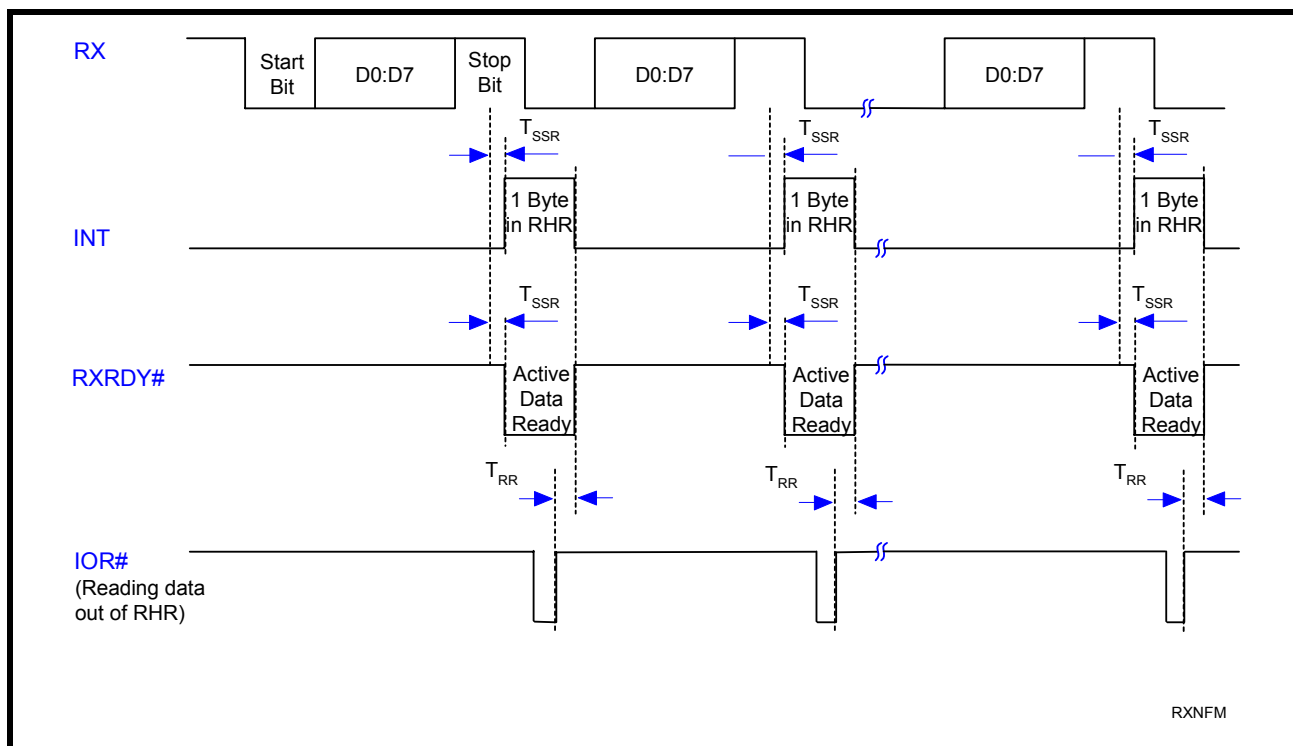 RX
Start
Bit
D0:D7
Stop
Bit
D0:D7
D0:D7
TSSR
TSSR
TSSR
INT
1 Byte
in RHR
1 Byte
in RHR
1 Byte
in RHR
TSSR
TSSR
TSSR
RXRDY#
Active
Data
Ready
Active
Data
Ready
Active
Data
Ready
TRR
TRR
TRR
IOR#
(Reading data
out of RHR)
RXNFM